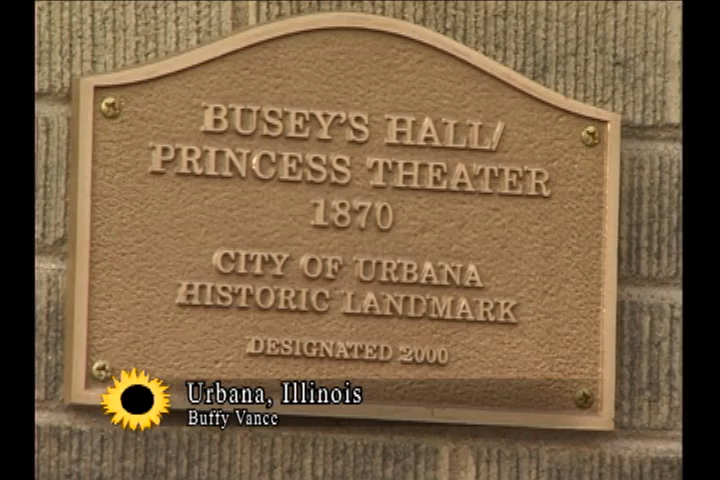 BUSEY'S HALL/
PRINCESS THEATER
1870
CITY OF URBANA
HISTORIC LANDMARK
DESIGNATED 2000
Urbana, Illinois
Buffy Vance